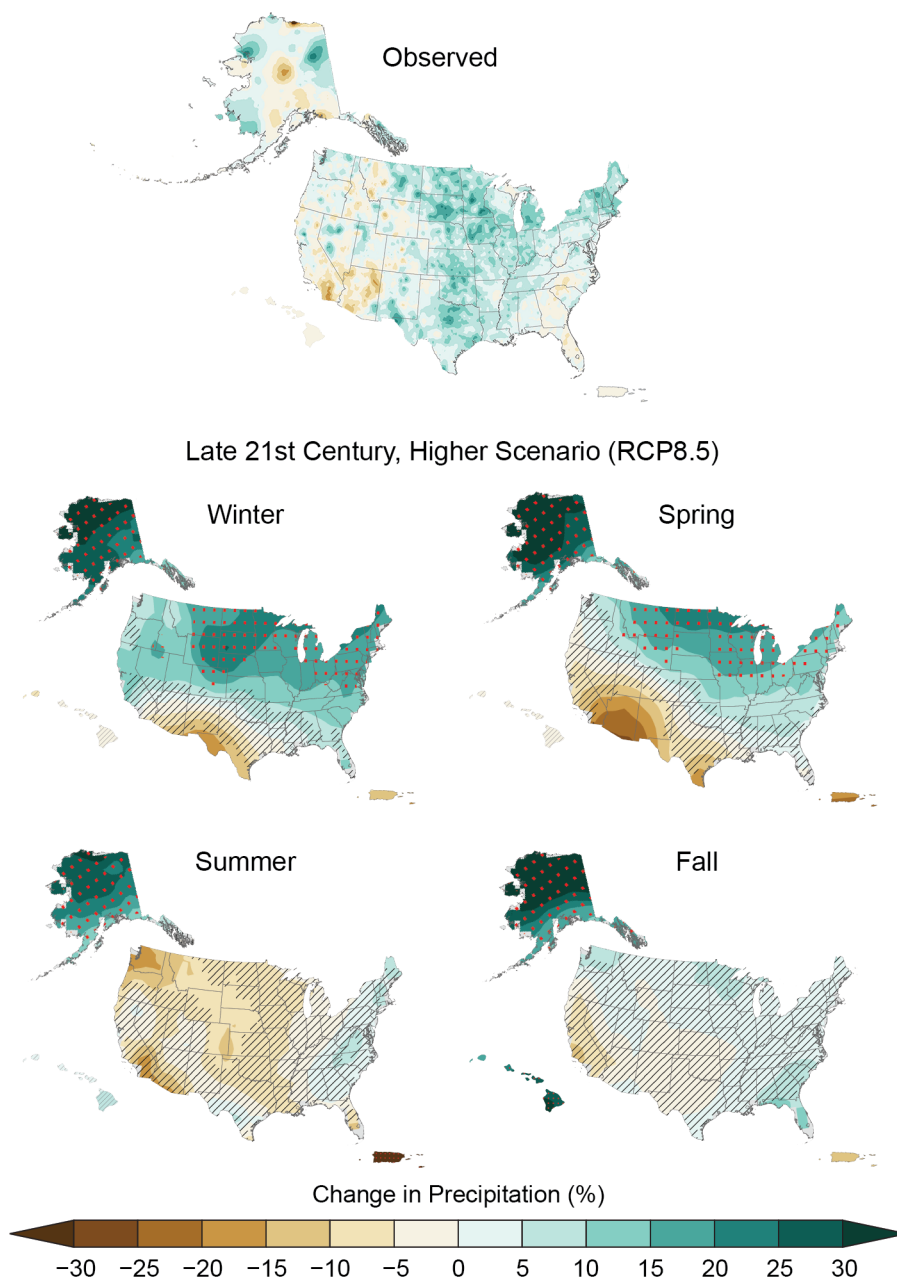 Observed
Late 21st Century, Higher Scenario (RCP8.5)
Winter
Spring
Summer
Fall
Change in Precipitation (%)
−30 −25 −20 −15 −10 −5 0 5 10 15 20 25 30